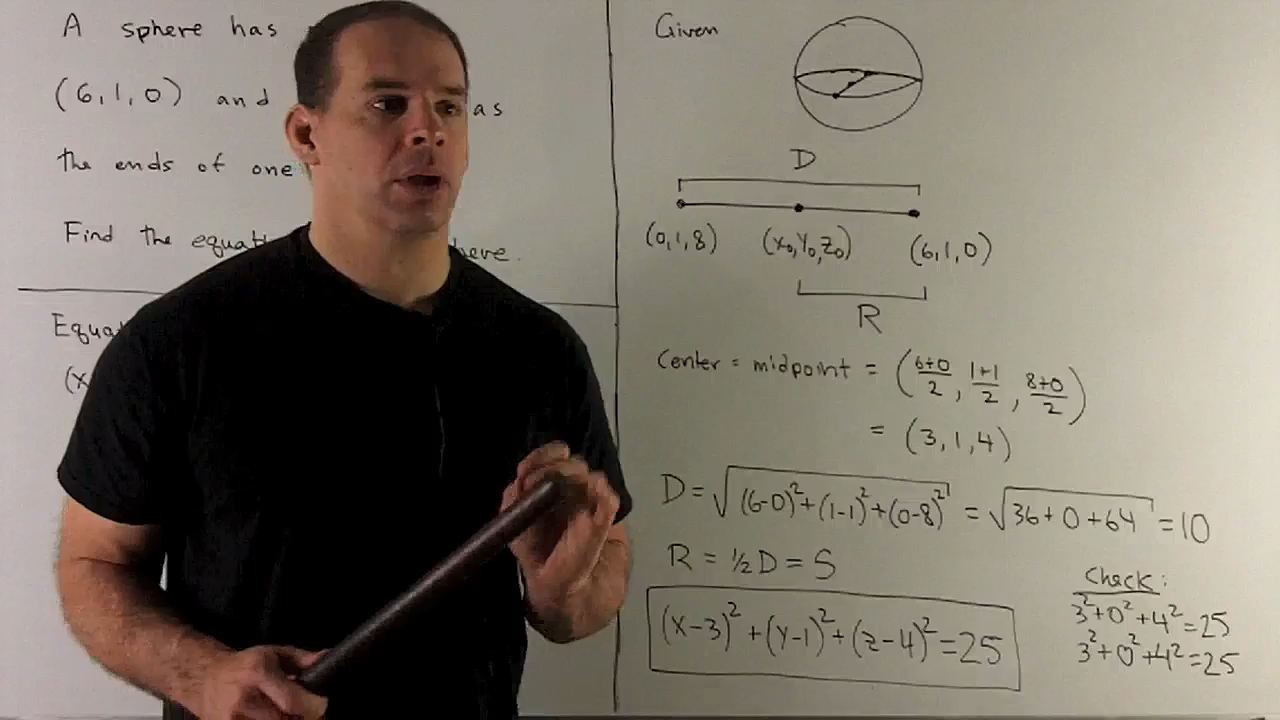 A sphere has
(6,1,0) and as
the ends of one
Find the
Given
D
(0,1,8) (x₀,y₀,z₀) (6,1,0)
R
Center = midpoint = (6+0/2, 1+1/2, 8+0/2)
= (3,1,4)
D = √(6-0)²+(1-1)²+(0-8)² = √36+0+64 = 10
R = ½D = 5
(x-3)²+(y-1)²+(z-4)²=25
Check:
3²+0²+4²=25
3²+0²+4²=25